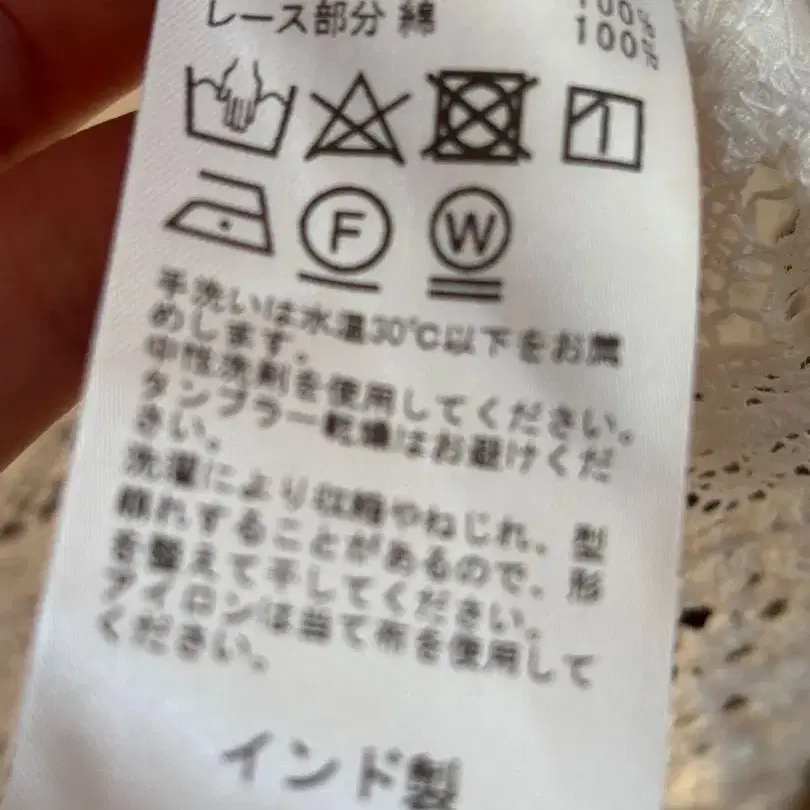 100%
レース部分 綿 100%
F W
手洗いは水温30℃以下をお薦
めします。
中性洗剤を使用してください。
タンブラー乾燥はお避けくだ
さい。
洗濯により収縮やねじれ、型
崩れすることがあるので、形
を整えて干してください。
アイロンは当て布を使用して
ください。
インド製